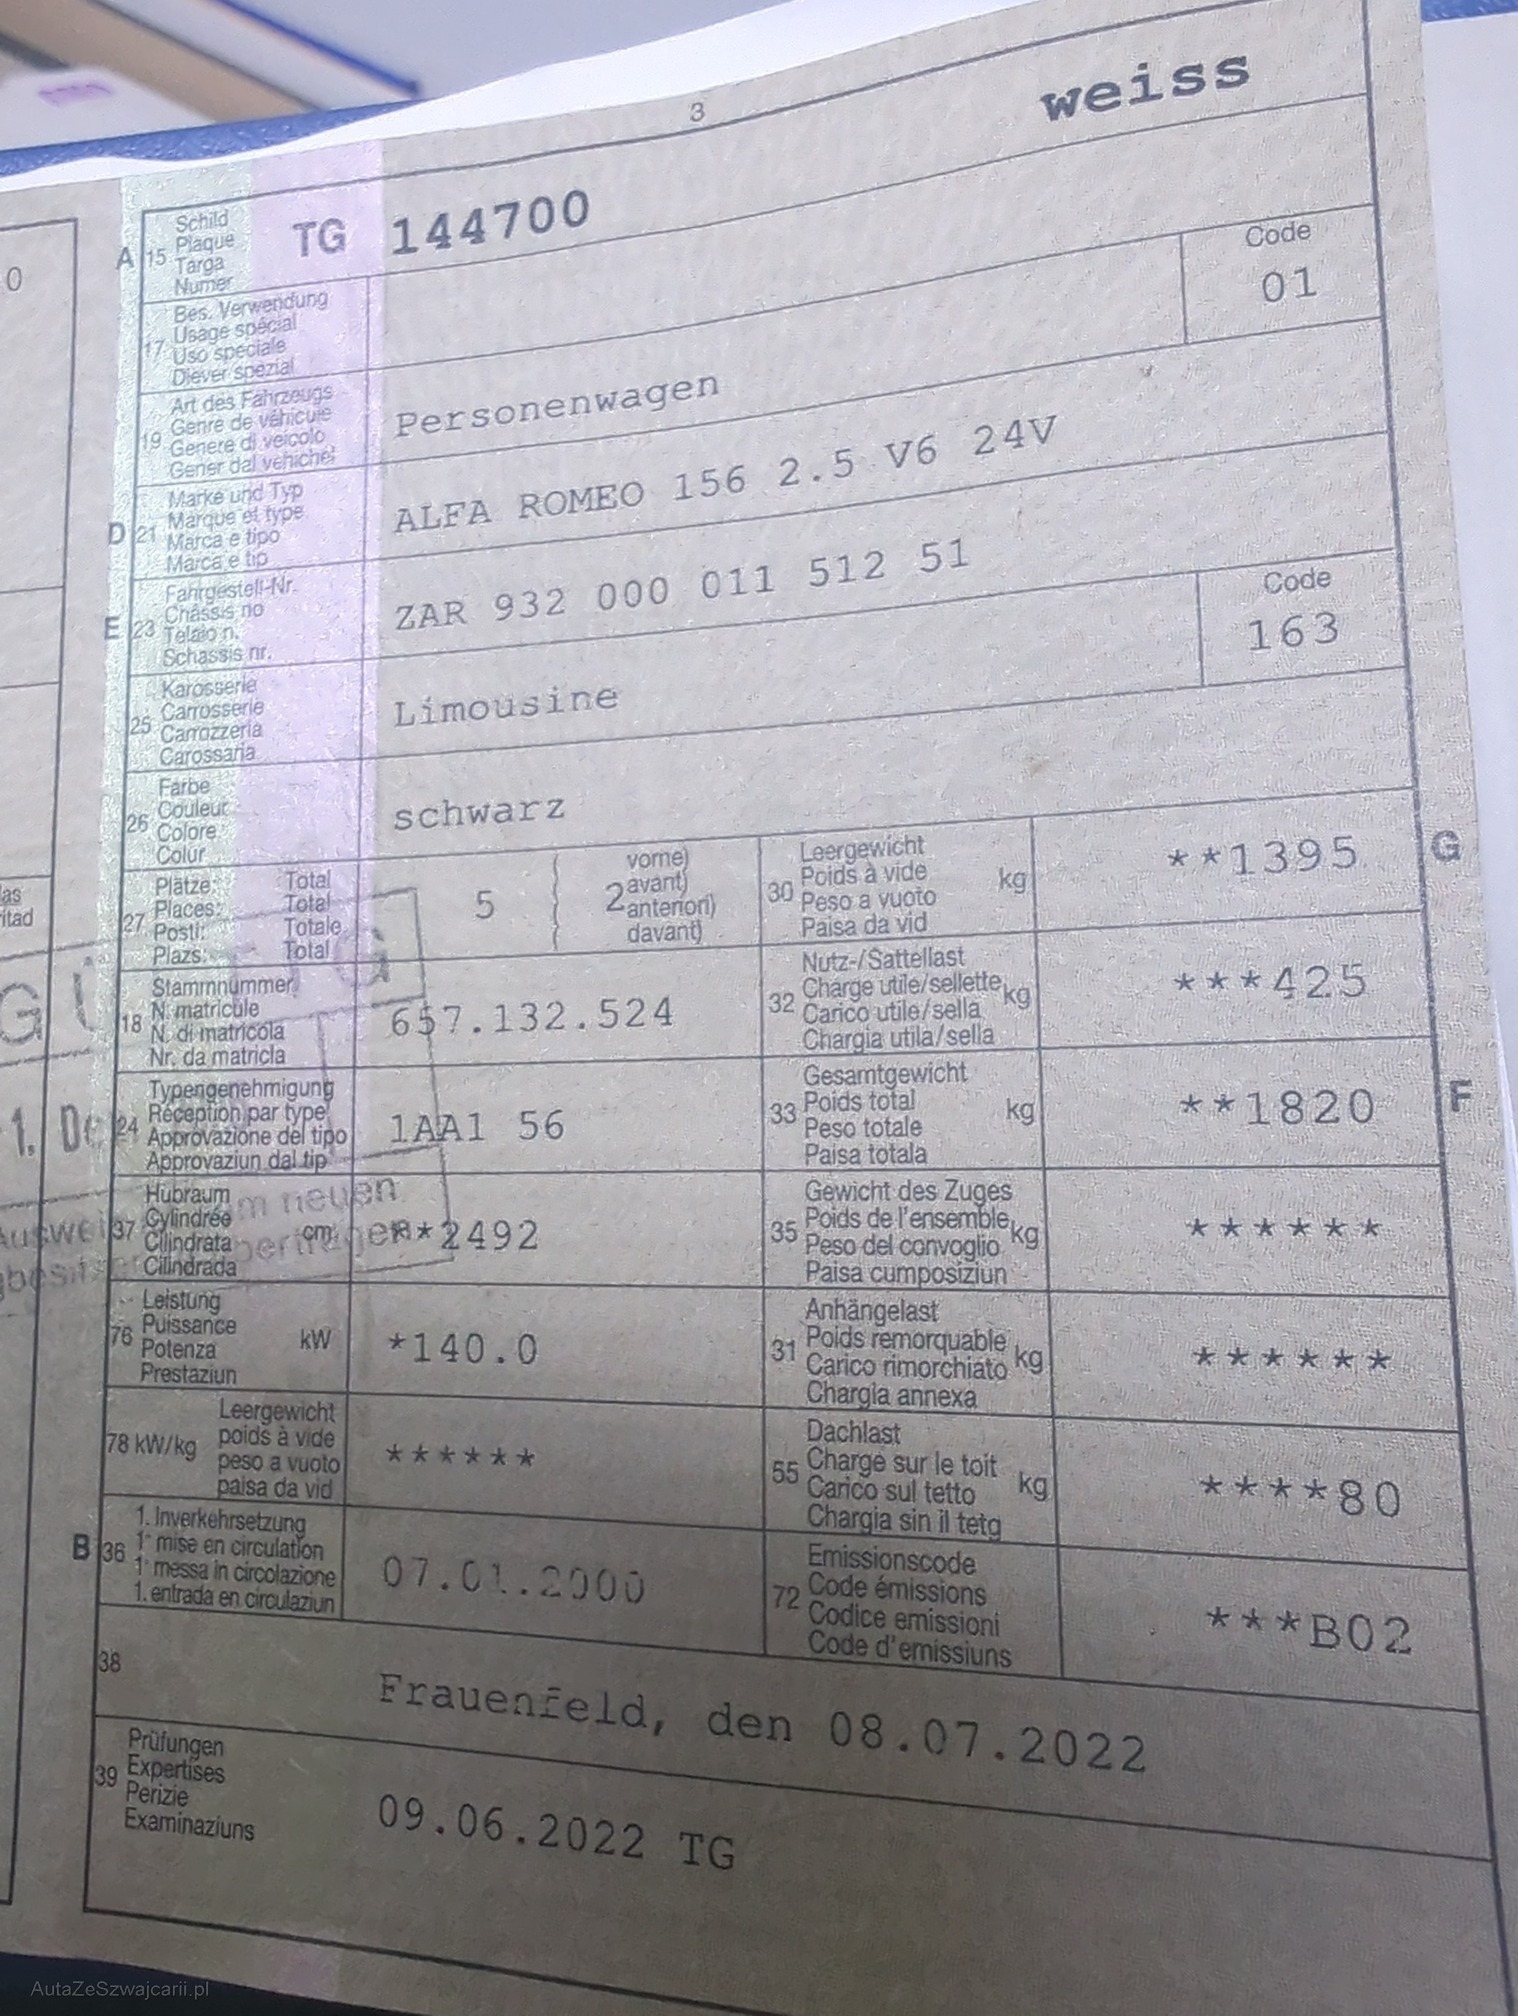 3
weiss
0
A 15 Schild
Plaque
Targa
Numer
TG 144700
17 Bes. Verwendung
Usage spécial
Uso speciale
Diever spezial
Code
01
19 Art des Fahrzeugs
Genre de véhicule
Genere di veicolo
Gener dal vehichel
Personenwagen
D 21 Marke und Typ
Marque et type
Marca e tipo
Marca e tip
ALFA ROMEO 156 2.5 V6 24V
E 23 Fahrgestell-Nr.
Châssis no
Telaio n.
Schassis nr.
ZAR 932 000 011 512 51
25 Karosserie
Carrosserie
Carrozzeria
Carossaria
Limousine
Code
163
26 Farbe
Couleur
Colore
Colur
schwarz
27 Plätze: Total
Places: Total
Posti: Totale
Plazs: Total
5
2 vorne)
avant)
anteriori)
davant)
30 Leergewicht
Poids à vide
Peso a vuoto
Paisa da vid
kg
**1395
G
18 Stammnummer
N. matricule
N. di matricola
Nr. da matricla
657.132.524
32 Nutz-/Sattellast
Charge utile/sellette
Carico utile/sella
Chargia utila/sella
kg
***425
24 Typengenehmigung
Réception par type
Approvazione del tipo
Approvaziun dal tip
1AA1 56
33 Gesamtgewicht
Poids total
Peso totale
Paisa totala
kg
**1820
F
37 Hubraum
Cylindrée
Cilindrata
Cilindrada
cm³
**2492
35 Gewicht des Zuges
Poids de l'ensemble
Peso del convoglio
Paisa cumposiziun
kg
******
76 Leistung
Puissance
Potenza
Prestaziun
kW
*140.0
31 Anhängelast
Poids remorquable
Carico rimorchiato
Chargia annexa
kg
******
78 kW/kg Leergewicht
poids à vide
peso a vuoto
paisa da vid
******
55 Dachlast
Charge sur le toit
Carico sul tetto
Chargia sin il tetg
kg
****80
B 36 1. Inverkehrsetzung
1ʳ mise en circulation
1ʳ messa in circolazione
1. entrada en circulaziun
07.01.2000
72 Emissionscode
Code émissions
Codice emissioni
Code d'emissiuns
***B02
38
Frauenfeld, den 08.07.2022
39 Prüfungen
Expertises
Perizie
Examinaziuns
09.06.2022 TG
AutaZeSzwajcarii.pl